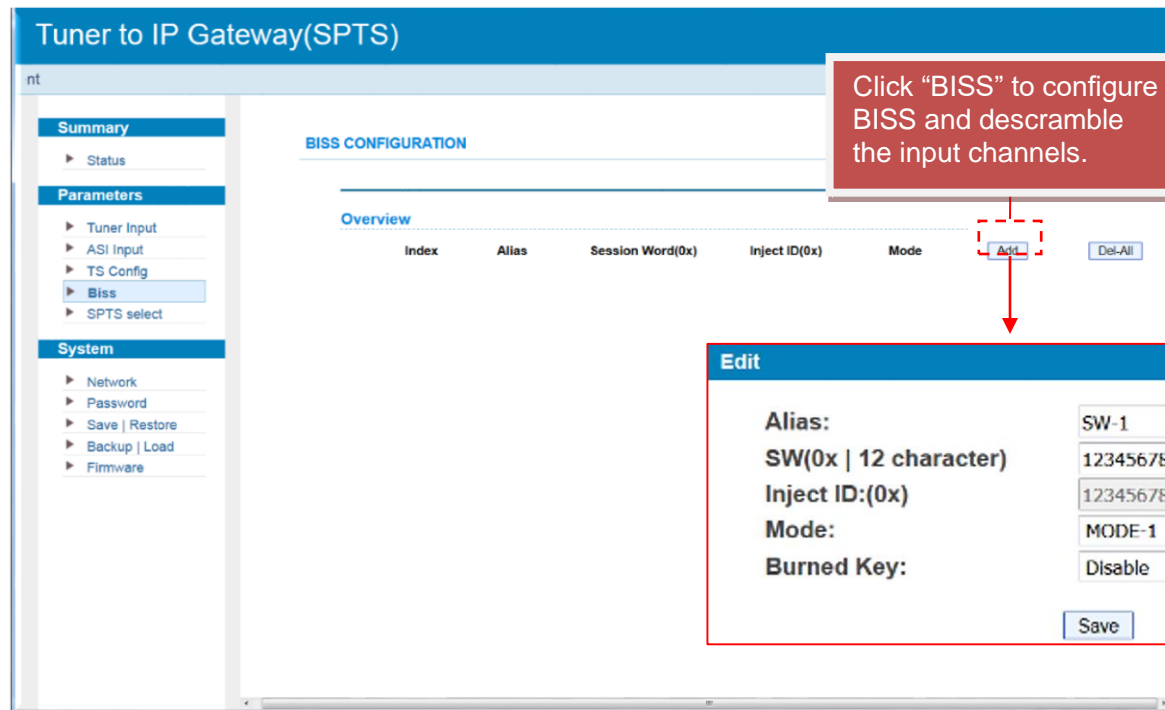 Tuner to IP Gateway(SPTS)
nt
Click “BISS” to configure
BISS and descramble
the input channels.
Summary
Status
Parameters
Tuner Input
ASI Input
TS Config
Biss
SPTS select
System
Network
Password
Save | Restore
Backup | Load
Firmware
BISS CONFIGURATION
Overview
Index Alias Session Word(0x) Inject ID(0x) Mode Add Del-All
Edit
Alias: SW-1
SW(0x | 12 character) 12345678
Inject ID:(0x) 12345678
Mode: MODE-1
Burned Key: Disable
Save